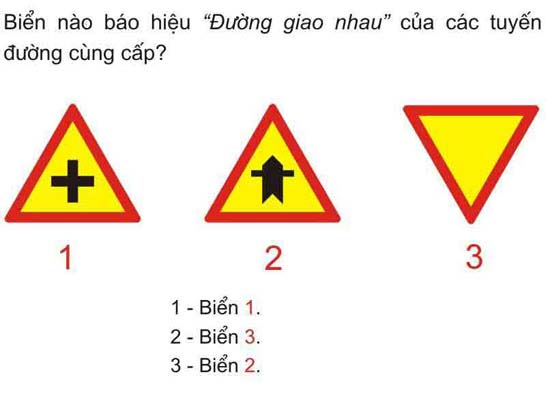 Biển nào báo hiệu “Đường giao nhau” của các tuyến
đường cùng cấp?
1 2 3
1 - Biển 1.
2 - Biển 3.
3 - Biển 2.